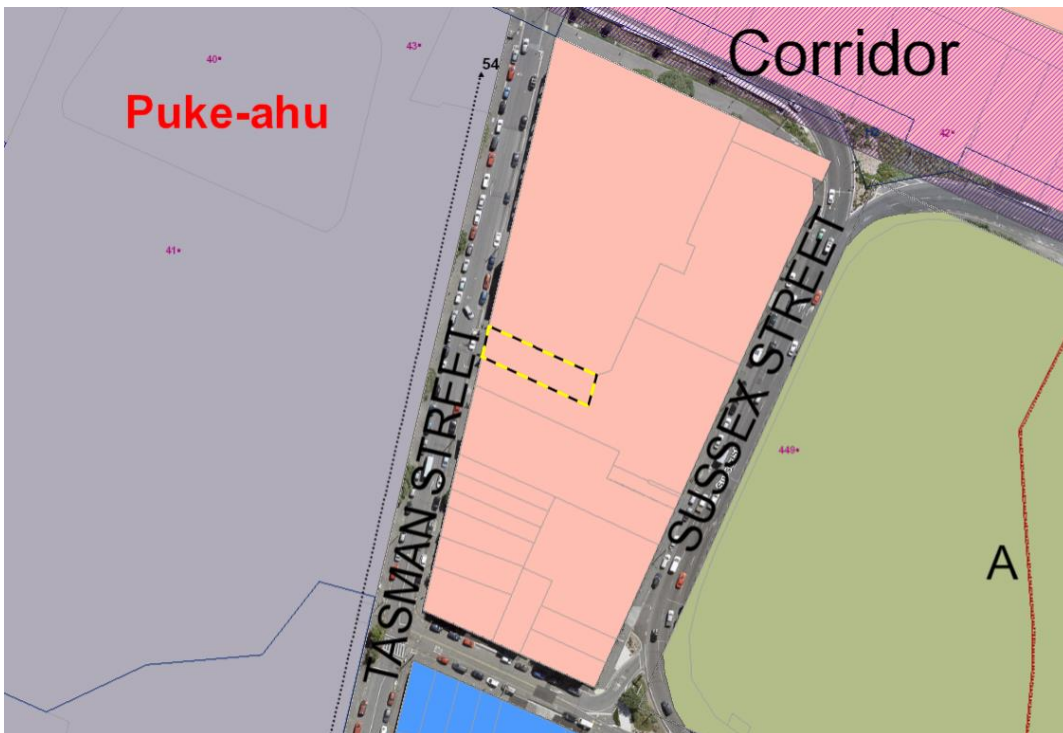 Corridor
40
43
54
Puke-ahu
42
41
TASMAN STREET
SUSSEX STREET
449
A